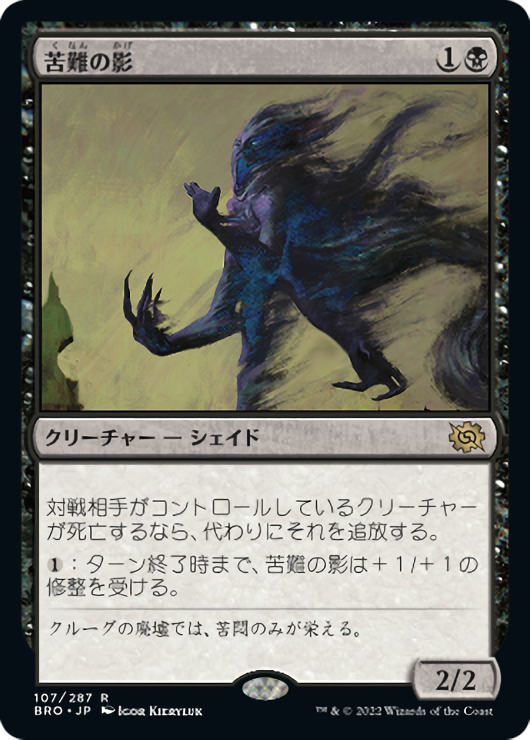 くなん かげ
苦難の影 1
クリーチャー — シェイド
対戦相手がコントロールしているクリーチャー
が死亡するなら、代わりにそれを追放する。
1：ターン終了時まで、苦難の影は＋１/＋１の
修整を受ける。
クルーグの廃墟では、苦悶のみが栄える。
2/2
107/287 R
BRO • JP Igor Kieryluk
™ & © 2022 Wizards of the Coast